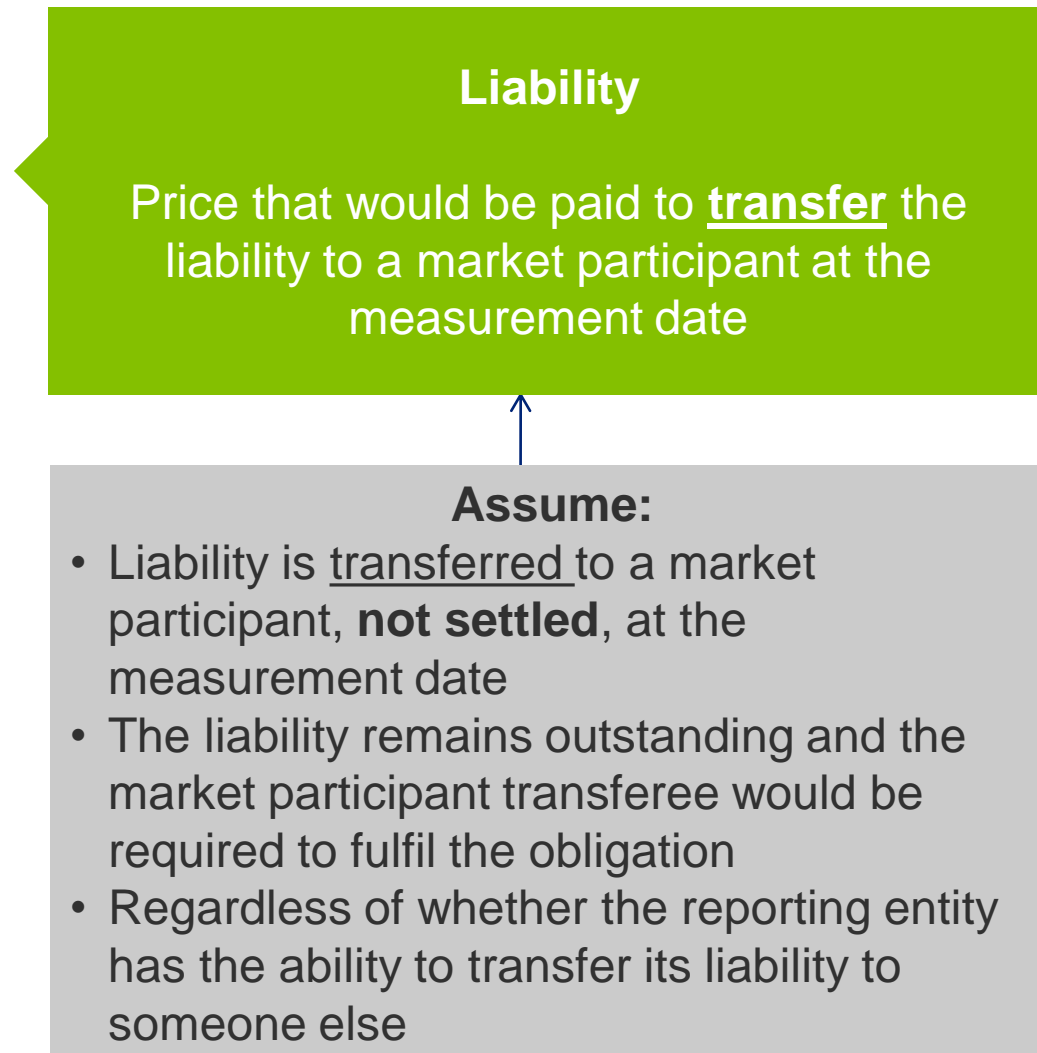 Liability
Price that would be paid to transfer the
liability to a market participant at the
measurement date
Assume:
• Liability is transferred to a market
participant, not settled, at the
measurement date
• The liability remains outstanding and the
market participant transferee would be
required to fulfil the obligation
• Regardless of whether the reporting entity
has the ability to transfer its liability to
someone else